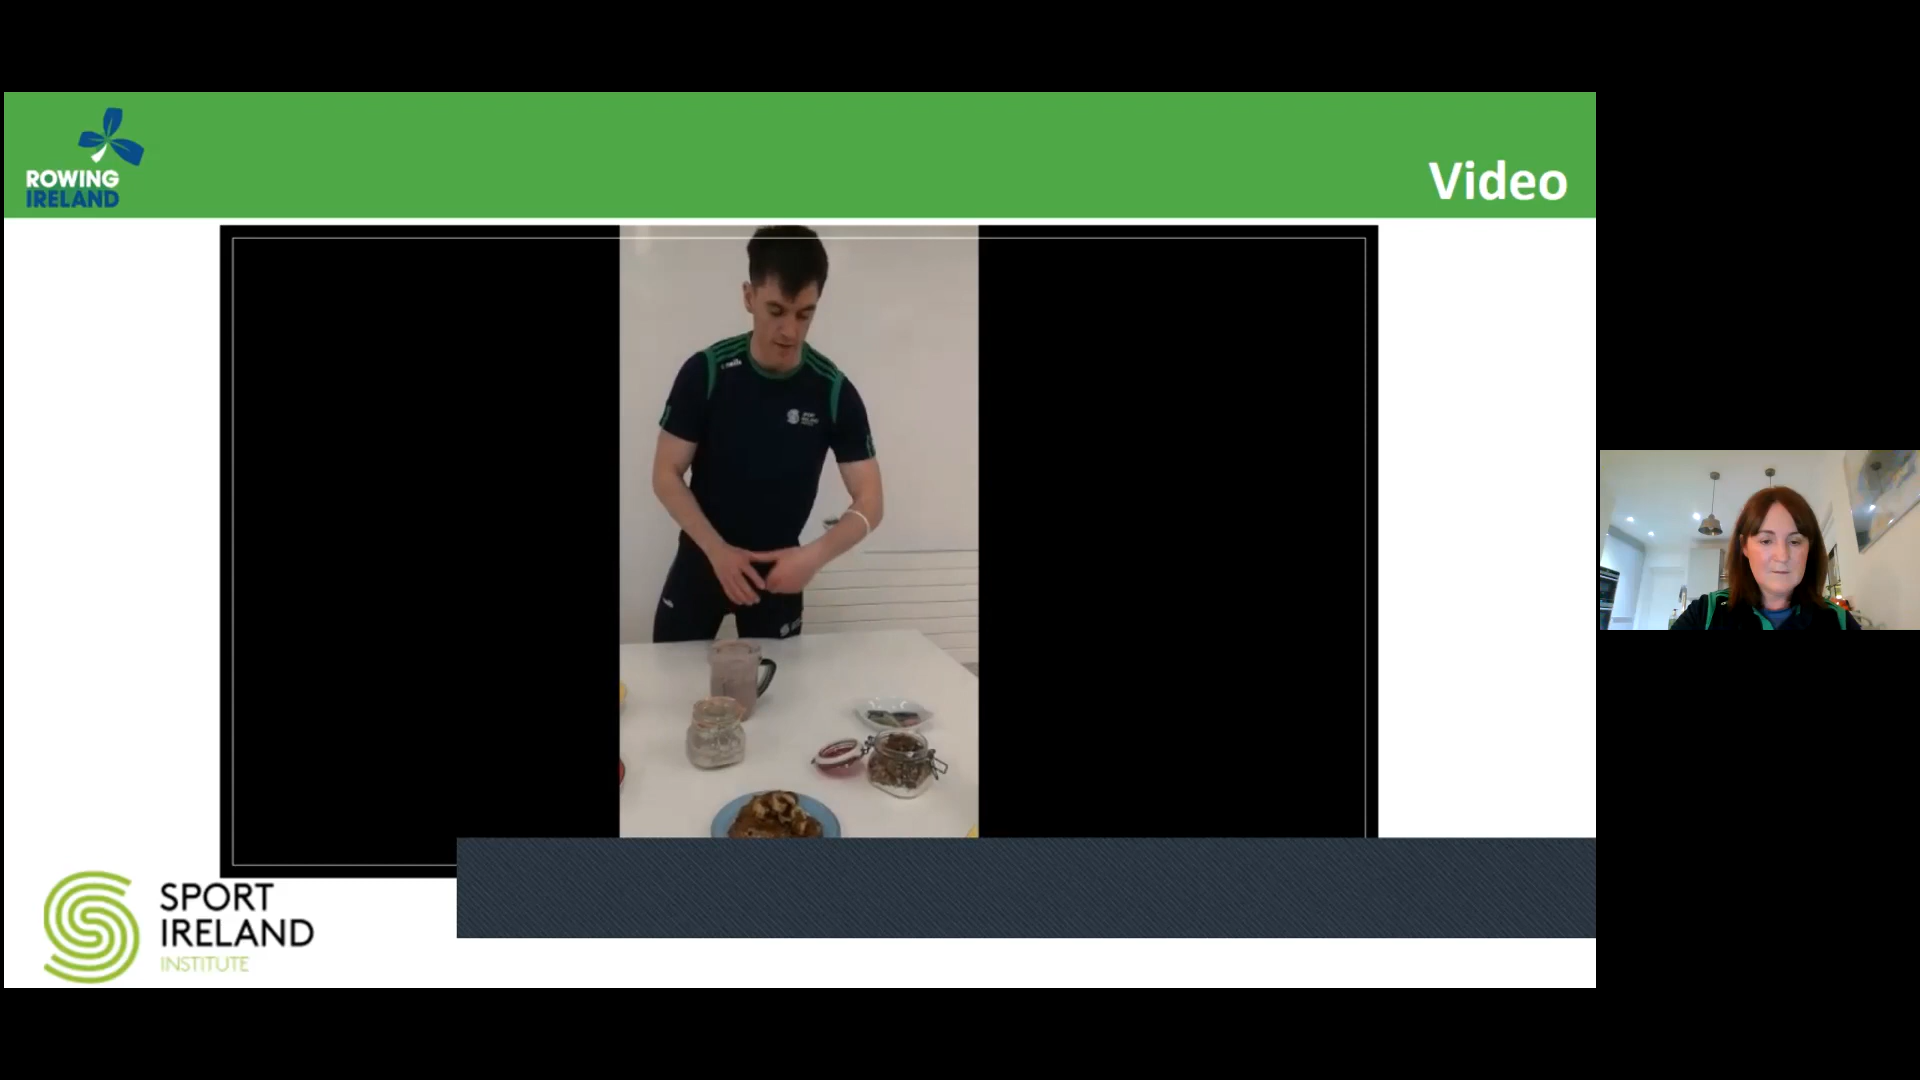 ROWING
IRELAND
Video
SPORT
IRELAND
INSTITUTE